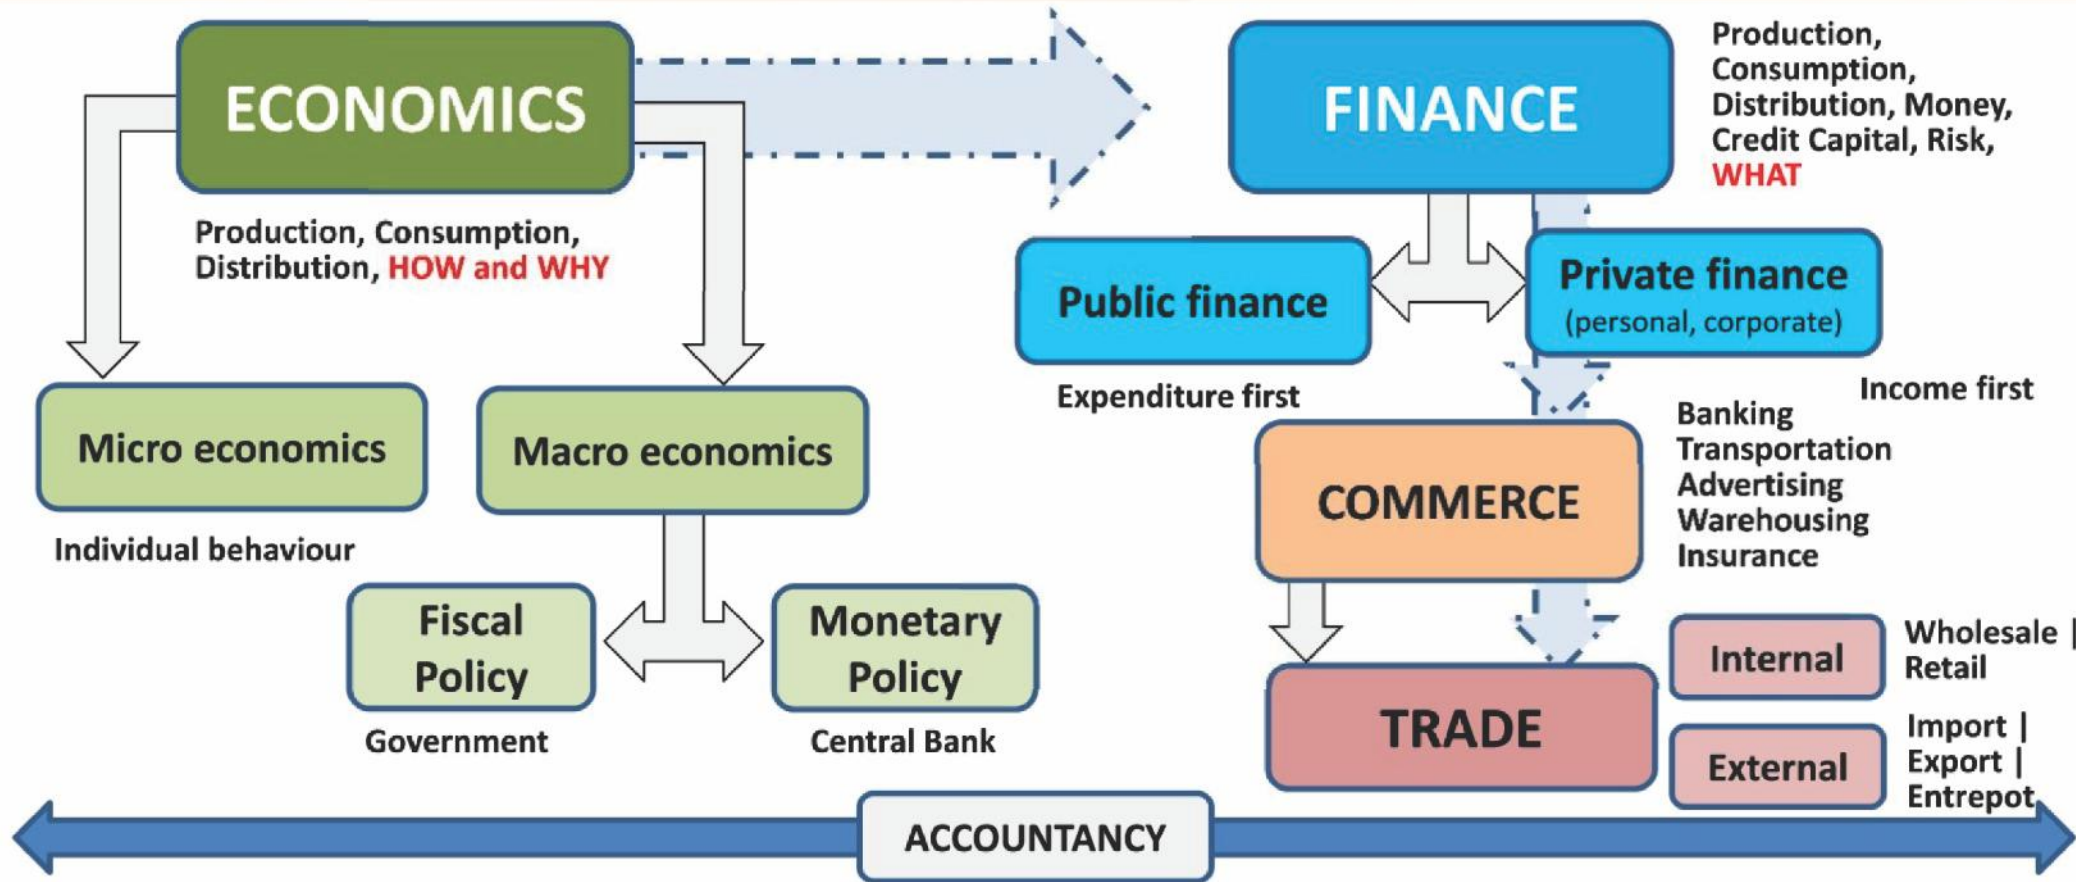 ECONOMICS
Production, Consumption,
Distribution, HOW and WHY
Micro economics
Individual behaviour
Macro economics
Fiscal
Policy
Government
Monetary
Policy
Central Bank
FINANCE
Production,
Consumption,
Distribution, Money,
Credit Capital, Risk,
WHAT
Public finance
Expenditure first
Private finance
(personal, corporate)
Income first
COMMERCE
Banking
Transportation
Advertising
Warehousing
Insurance
TRADE
Internal
Wholesale |
Retail
External
Import |
Export |
Entrepot
ACCOUNTANCY